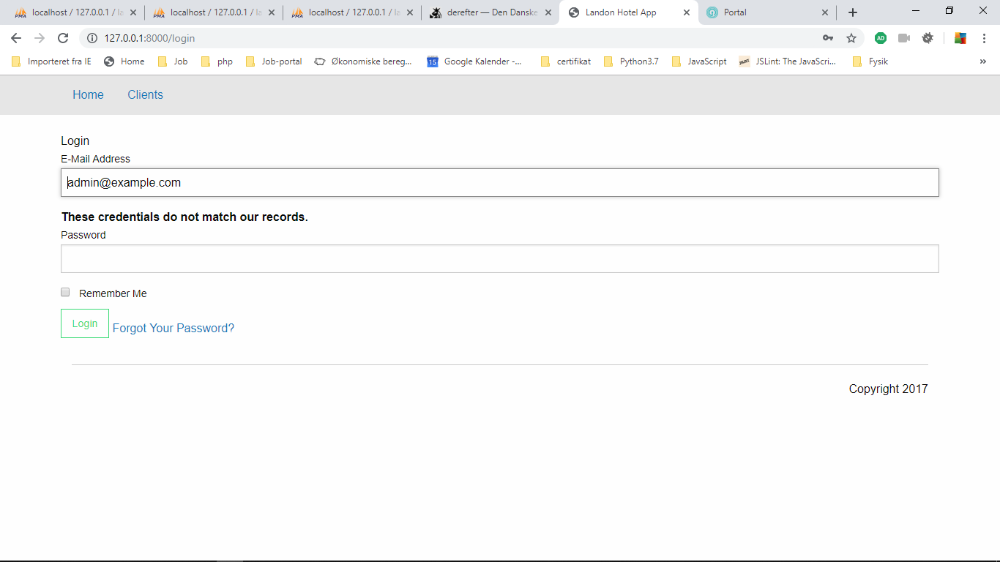 localhost / 127.0.0.1 / la
localhost / 127.0.0.1 / la
localhost / 127.0.0.1 / la
derefter — Den Danske
Landon Hotel App
Portal
127.0.0.1:8000/login
AD
Importeret fra IE
Home
Job
php
Job-portal
Økonomiske bereg...
15
Google Kalender -...
certifikat
Python3.7
JavaScript
JSLint: The JavaScri...
Fysik
Home
Clients
Login
E-Mail Address
admin@example.com
These credentials do not match our records.
Password
Remember Me
Login Forgot Your Password?
Copyright 2017